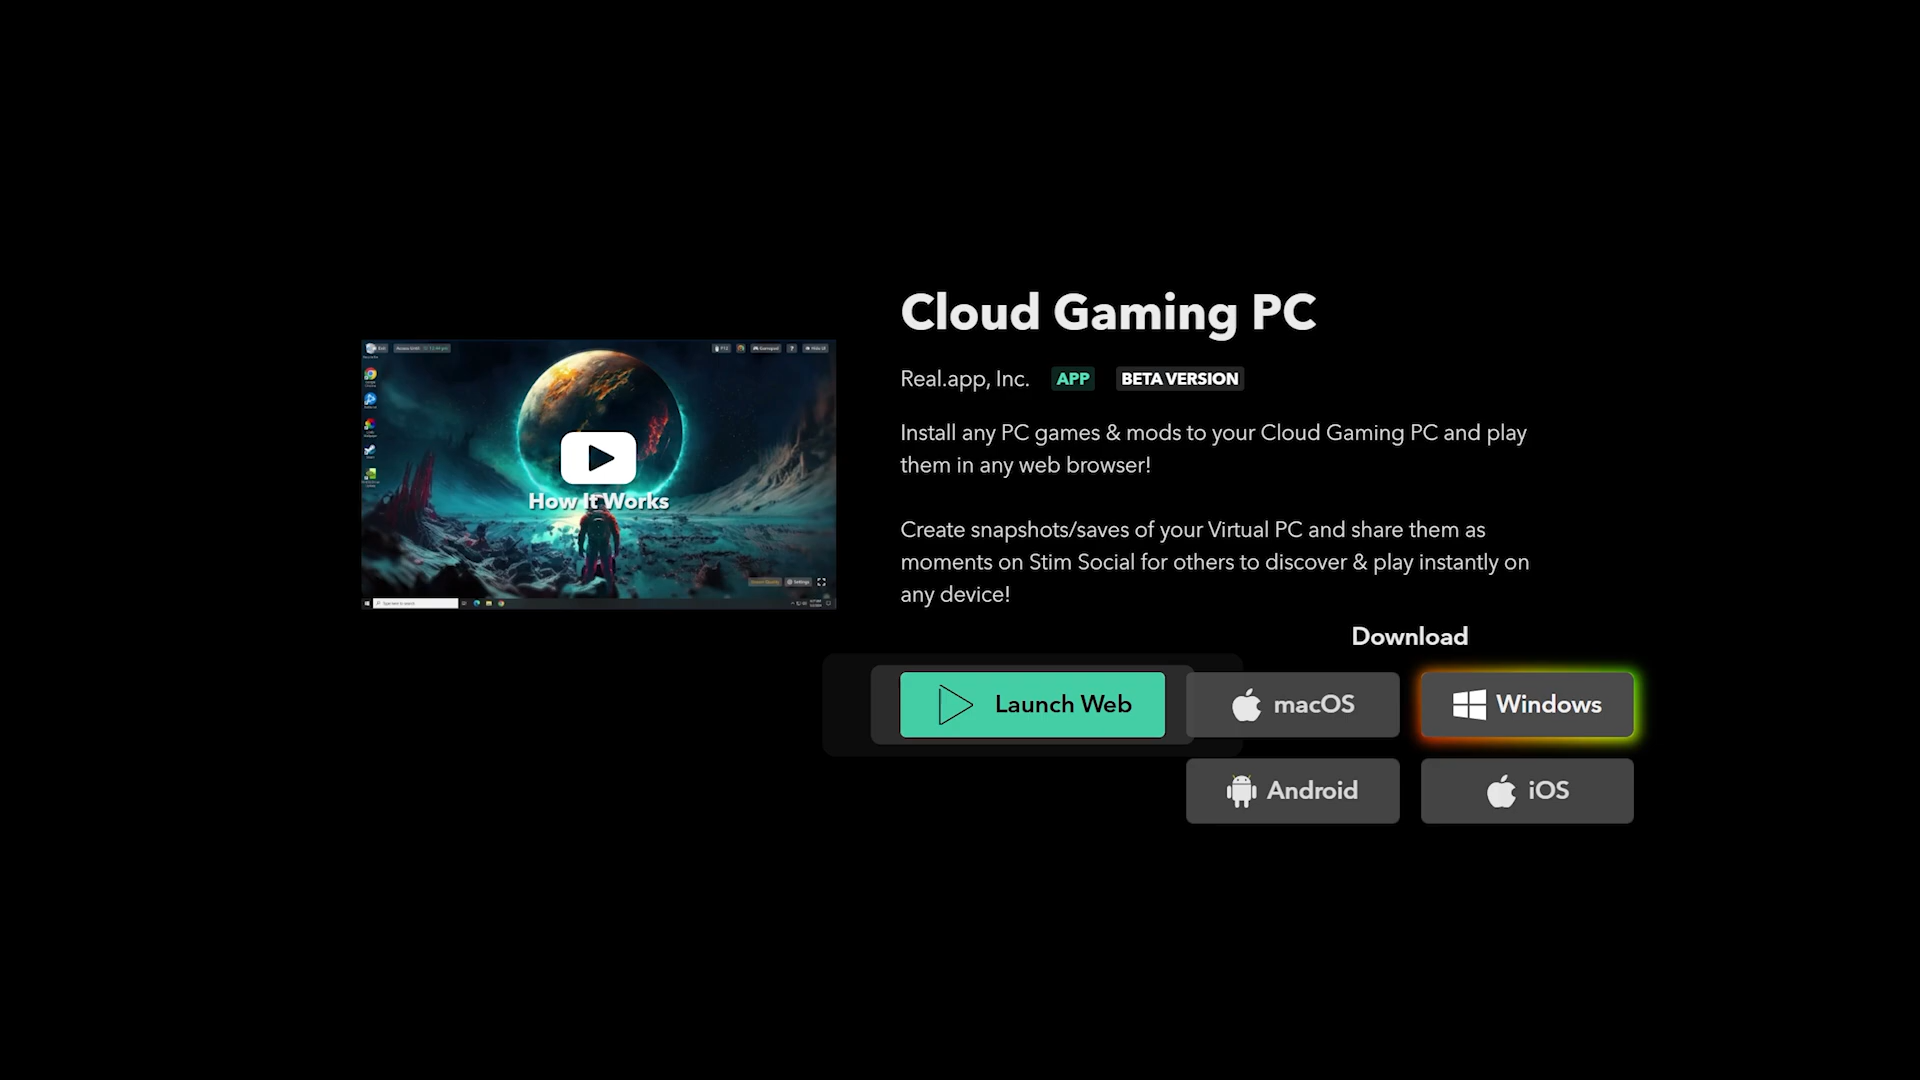 Cloud Gaming PC
Real.app, Inc. APP BETA VERSION
Install any PC games & mods to your Cloud Gaming PC and play
them in any web browser!
Create snapshots/saves of your Virtual PC and share them as
moments on Stim Social for others to discover & play instantly on
any device!
How It Works
Download
Launch Web
macOS
Windows
Android
iOS